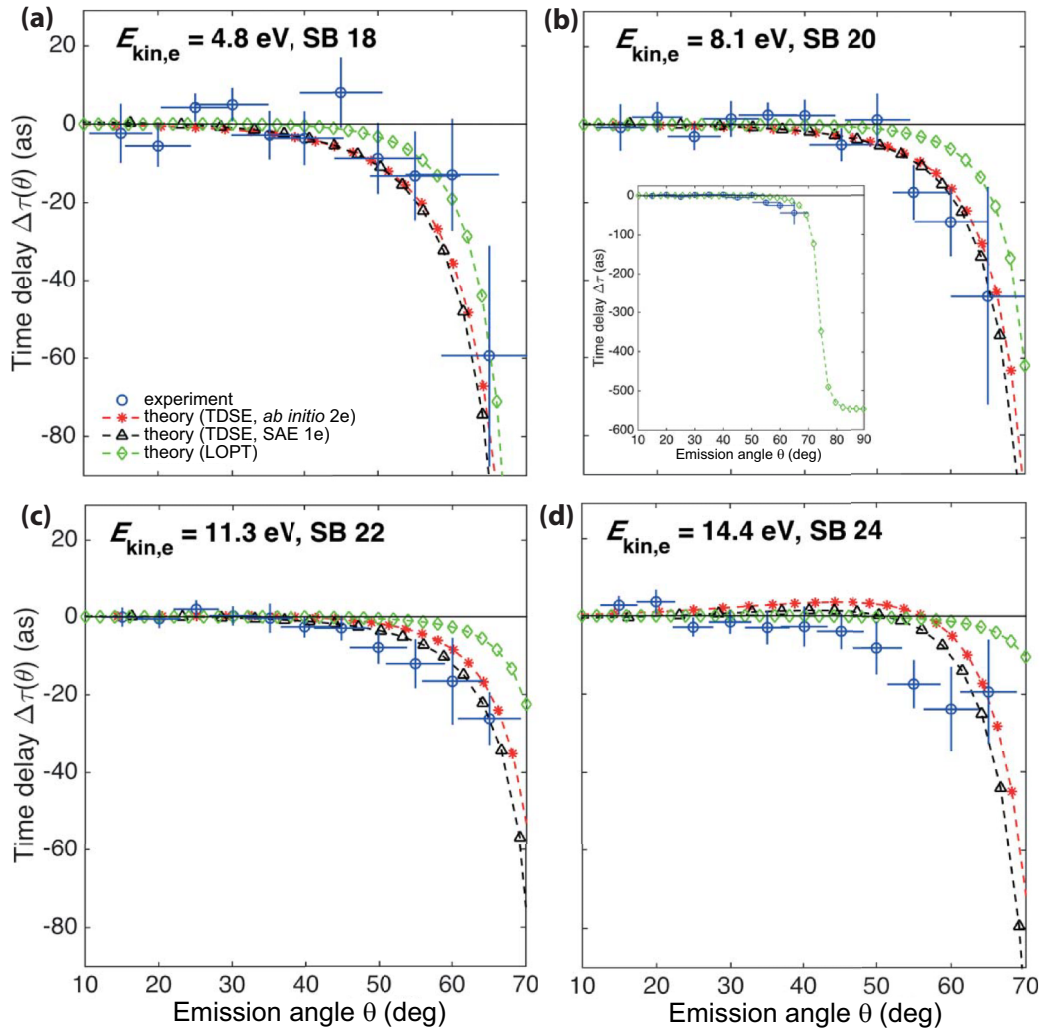 (a)
E kin,e = 4.8 eV, SB 18
20
0
-20
-40
-60
-80
Time delay Δτ(θ) (as)
experiment
theory (TDSE, ab initio 2e)
theory (TDSE, SAE 1e)
theory (LOPT)
(b)
E kin,e = 8.1 eV, SB 20
0
-100
-200
-300
-400
-500
-600
Time delay Δτ (as)
10 20 30 40 50 60 70 80 90
Emission angle θ (deg)
(c)
E kin,e = 11.3 eV, SB 22
20
0
-20
-40
-60
-80
Time delay Δτ(θ) (as)
10 20 30 40 50 60 70
Emission angle θ (deg)
(d)
E kin,e = 14.4 eV, SB 24
10 20 30 40 50 60 70
Emission angle θ (deg)